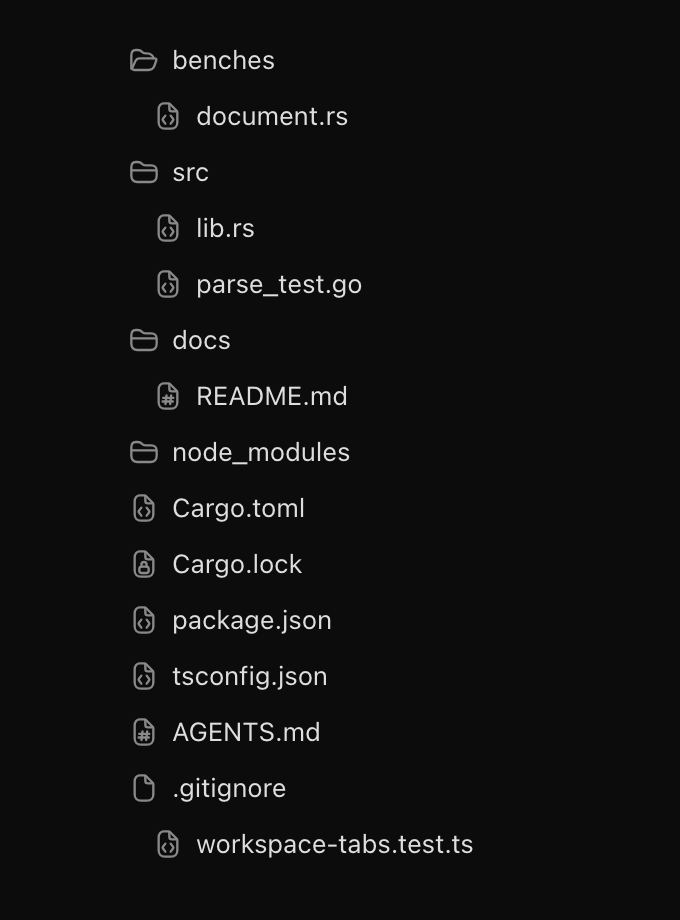 benches
document.rs
src
lib.rs
parse_test.go
docs
README.md
node_modules
Cargo.toml
Cargo.lock
package.json
tsconfig.json
AGENTS.md
.gitignore
workspace-tabs.test.ts